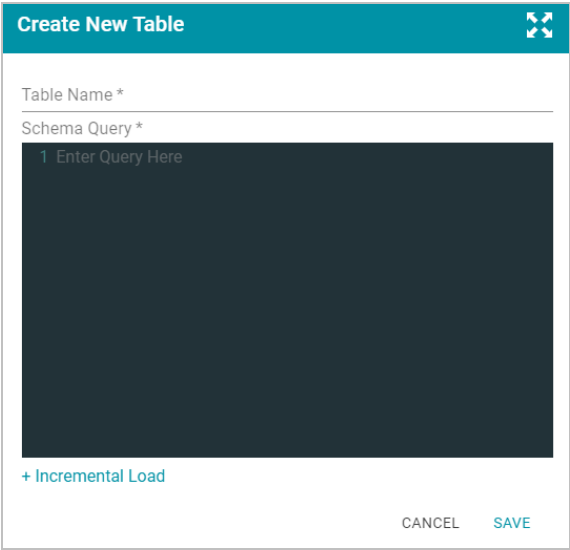 Create New Table
Table Name *
Schema Query *
1 Enter Query Here
+ Incremental Load
CANCEL SAVE